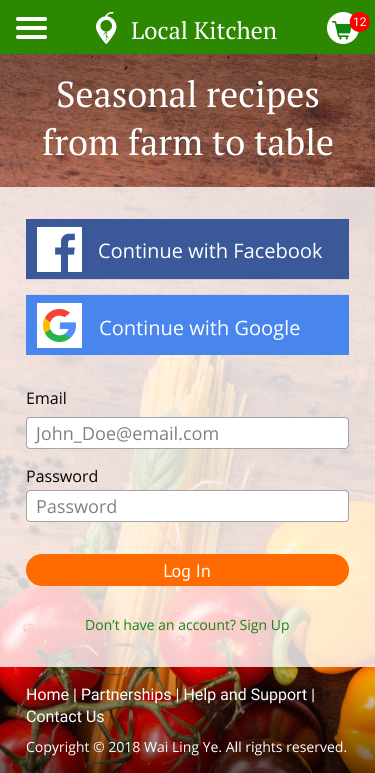 Local Kitchen
12
Seasonal recipes
from farm to table
Continue with Facebook
Continue with Google
Email
John_Doe@email.com
Password
Password
Log In
Don't have an account? Sign Up
Home | Partnerships | Help and Support |
Contact Us
Copyright © 2018 Wai Ling Ye. All rights reserved.